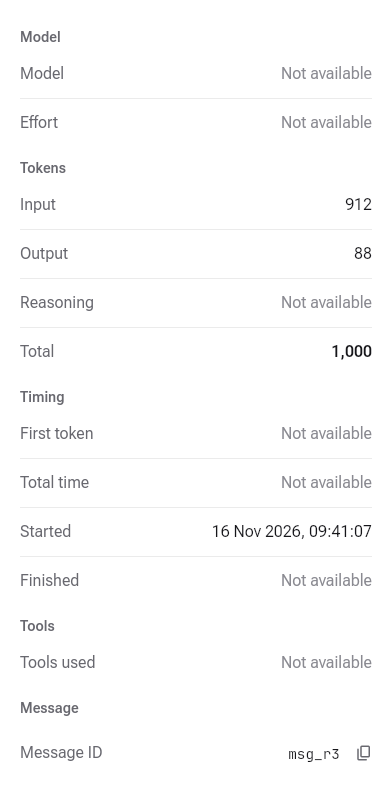 Model
Model Not available
Effort Not available
Tokens
Input 912
Output 88
Reasoning Not available
Total 1,000
Timing
First token Not available
Total time Not available
Started 16 Nov 2026, 09:41:07
Finished Not available
Tools
Tools used Not available
Message
Message ID msg_r3